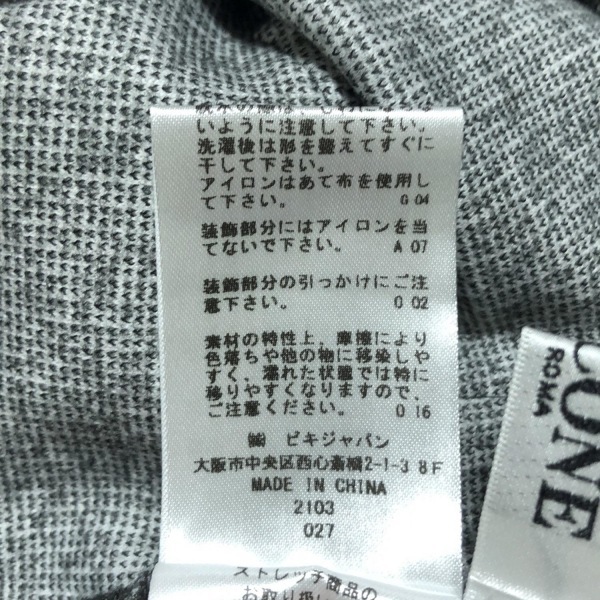 いように注意して下さい。
洗濯後は形を整えてすぐに
干して下さい。
アイロンはあて布を使用し
て下さい。 G 04
装飾部分にはアイロンを当
てないで下さい。 A 07
装飾部分の引っかけにご注
意下さい。 O 02
素材の特性上、摩擦により
色落ちや他の物に移染しや
すく、濡れた状態では特に
移りやすくなりますので、
ご注意ください。 O 16
㈱ ビキジャパン
大阪市中央区西心斎橋2-1-3 8F
MADE IN CHINA
2103
027
ストレッチ商品の
お取り扱い
CONE
ROMA